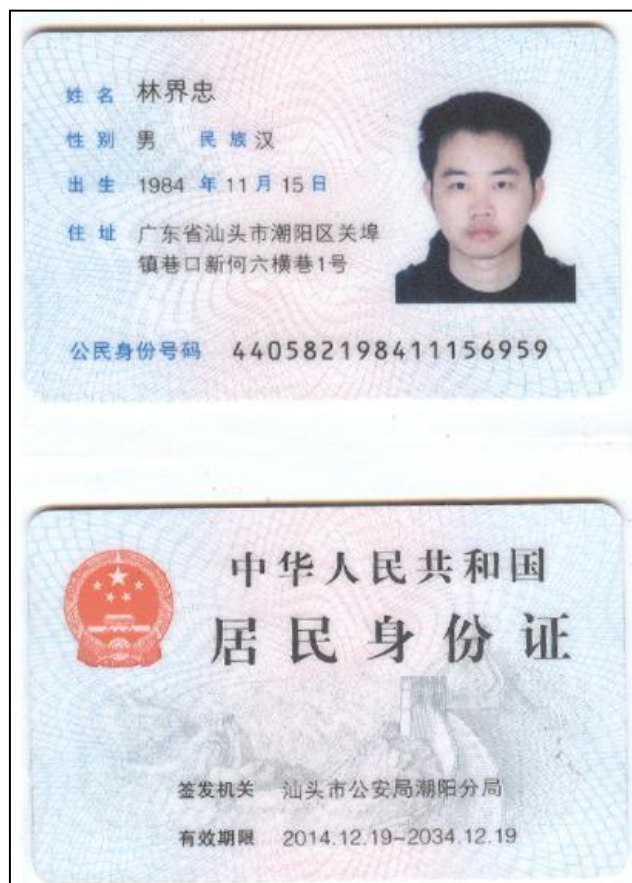 姓名 林界忠
性别 男 民族 汉
出生 1984 年 11 月 15 日
住址 广东省汕头市潮阳区关埠
镇巷口新何六横巷1号
公民身份号码 440582198411156959
中华人民共和国
居民身份证
签发机关 汕头市公安局潮阳分局
有效期限 2014.12.19-2034.12.19